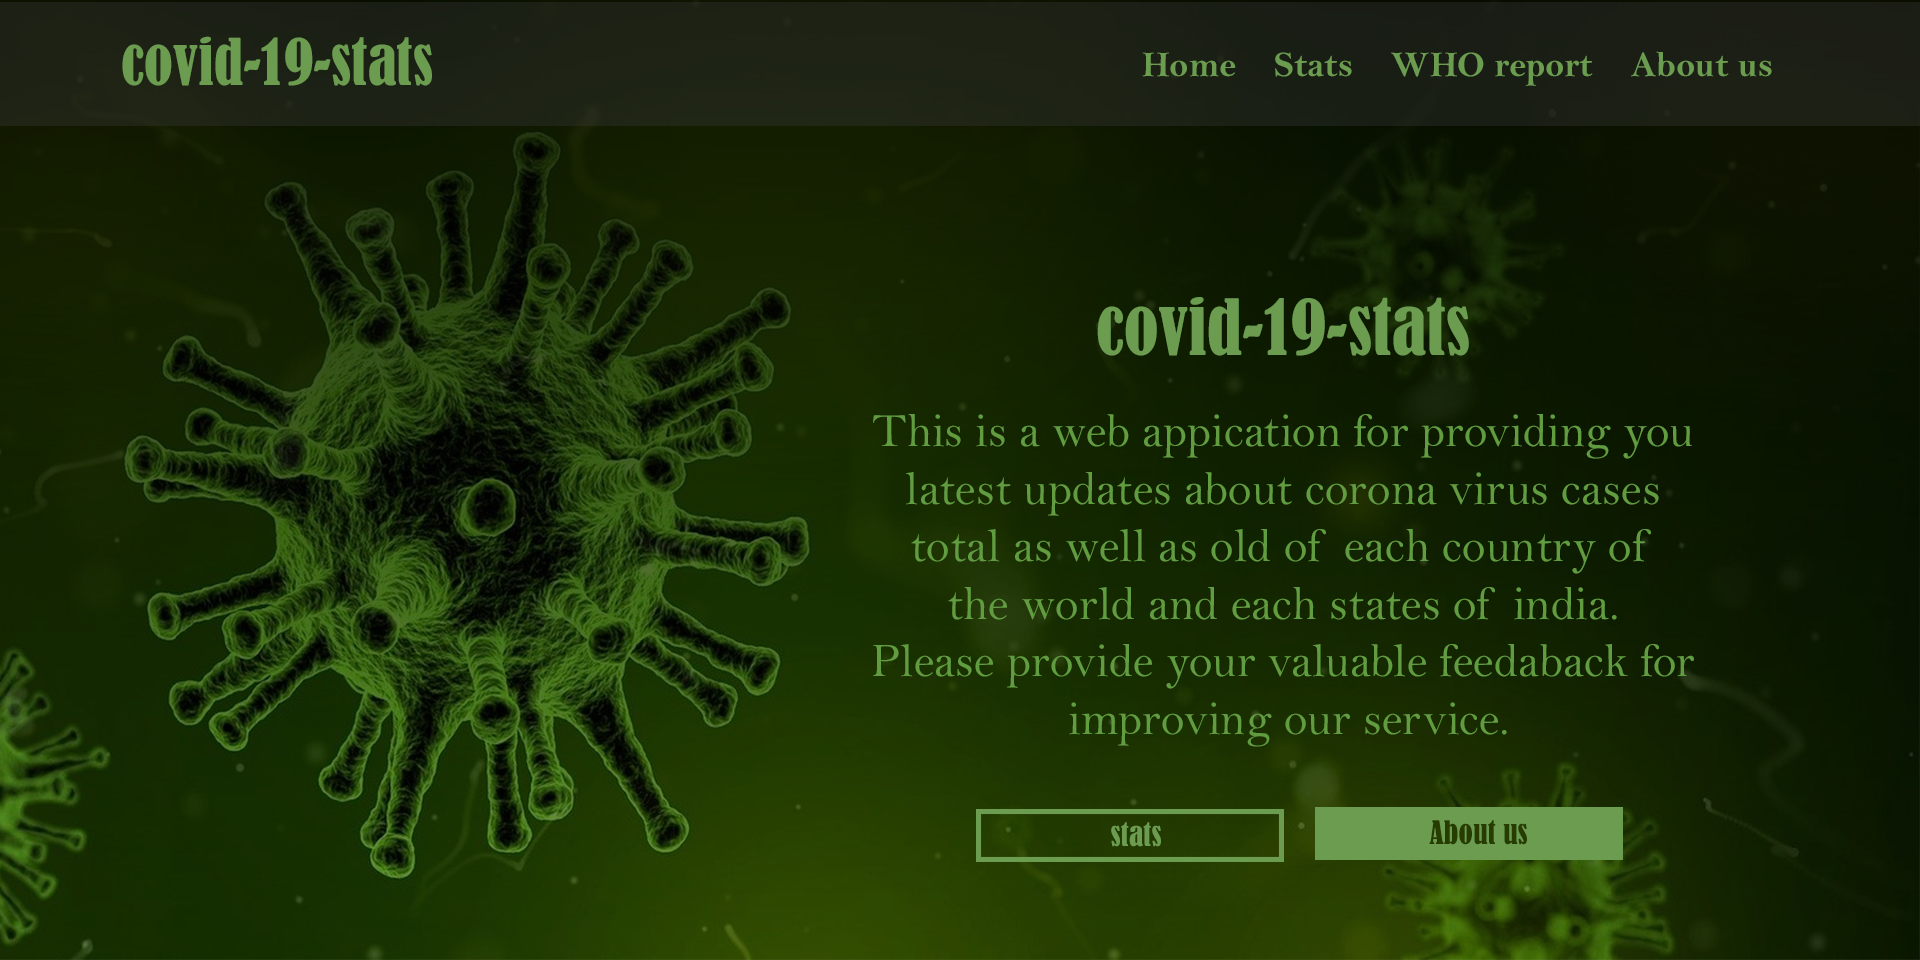 covid-19-stats
Home Stats WHO report About us
covid-19-stats
This is a web appication for providing you
latest updates about corona virus cases
total as well as old of each country of
the world and each states of india.
Please provide your valuable feedaback for
improving our service.
stats
About us